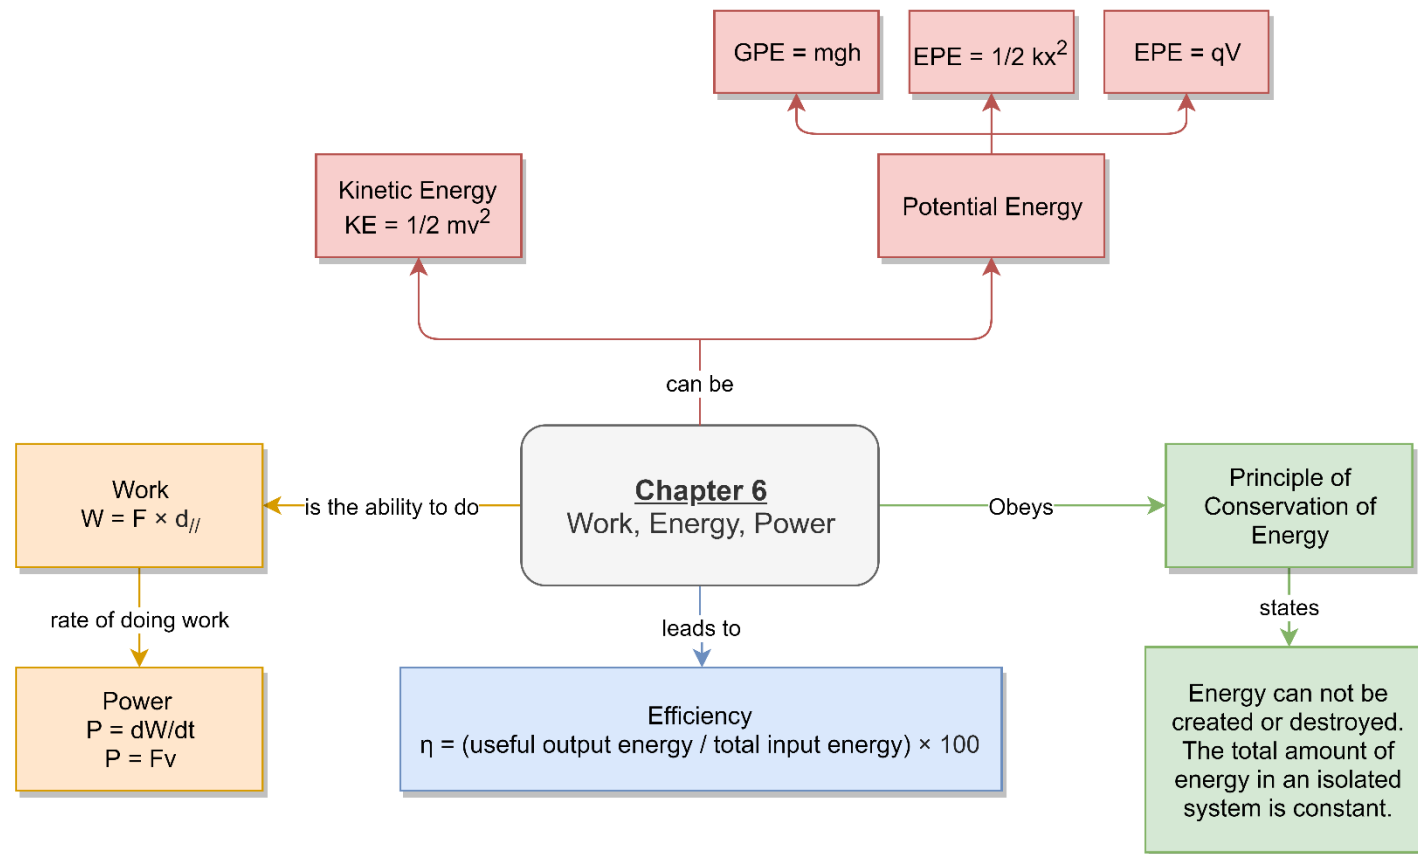 GPE = mgh
EPE = 1/2 kx²
EPE = qV
Kinetic Energy
KE = 1/2 mv²
Potential Energy
can be
Work
W = F × d//
is the ability to do
Chapter 6
Work, Energy, Power
Obeys
Principle of
Conservation of
Energy
rate of doing work
leads to
states
Power
P = dW/dt
P = Fv
Efficiency
η = (useful output energy / total input energy) × 100
Energy can not be
created or destroyed.
The total amount of
energy in an isolated
system is constant.